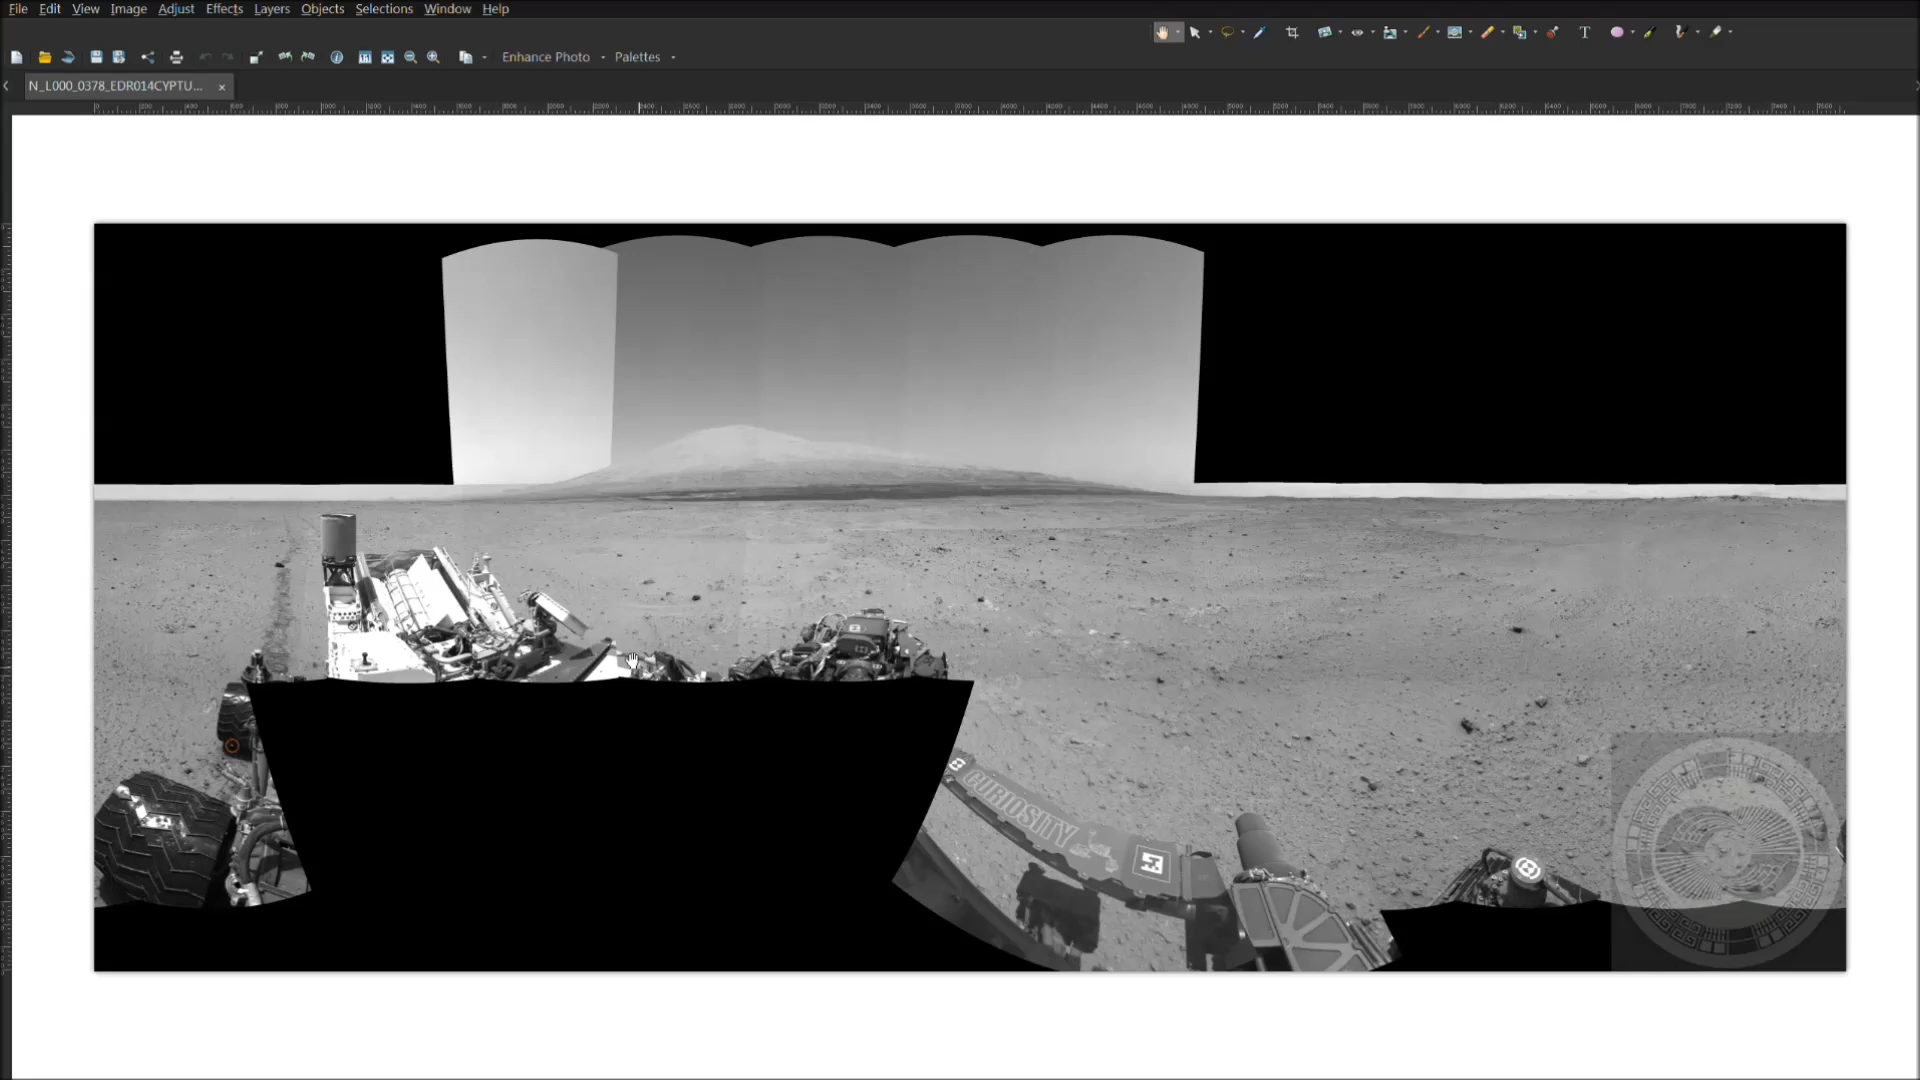 File Edit View Image Adjust Effects Layers Objects Selections Window Help
Enhance Photo Palettes
N_L000_0378_EDR014CYPTU...
CURIOSITY